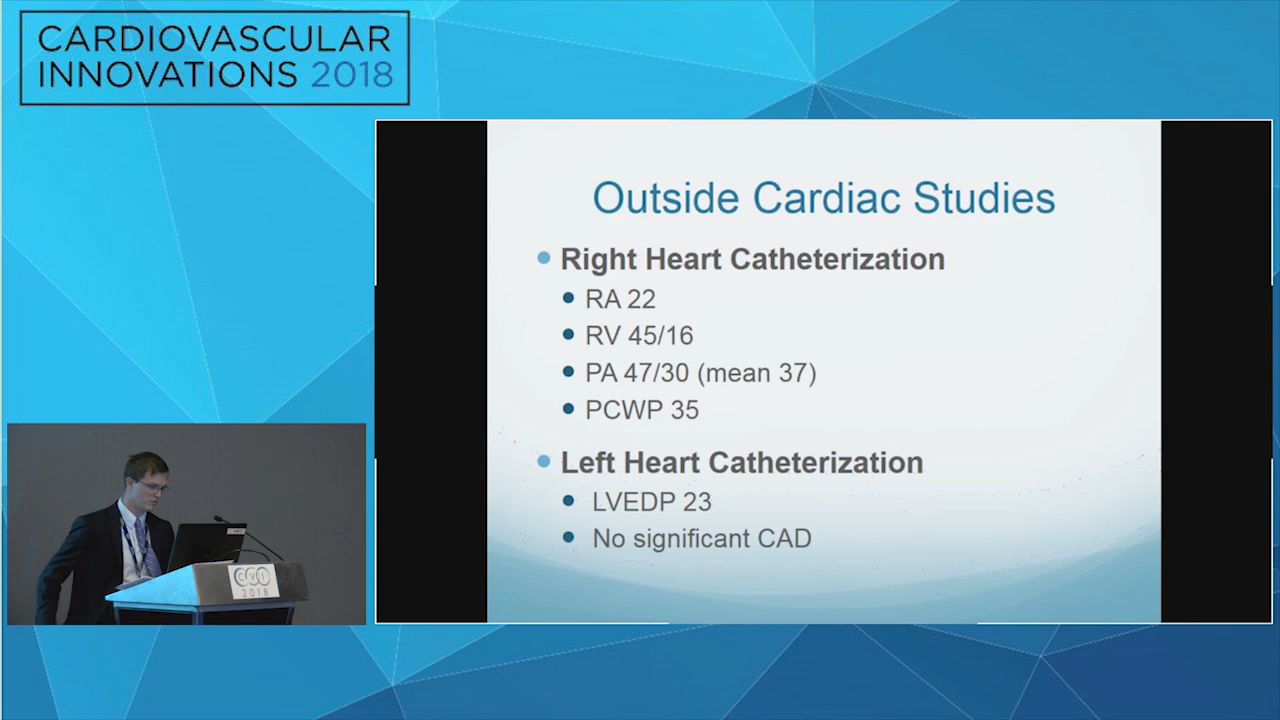 CARDIOVASCULAR
INNOVATIONS 2018
Outside Cardiac Studies
Right Heart Catheterization
RA 22
RV 45/16
PA 47/30 (mean 37)
PCWP 35
Left Heart Catheterization
LVEDP 23
No significant CAD
CVI
2018